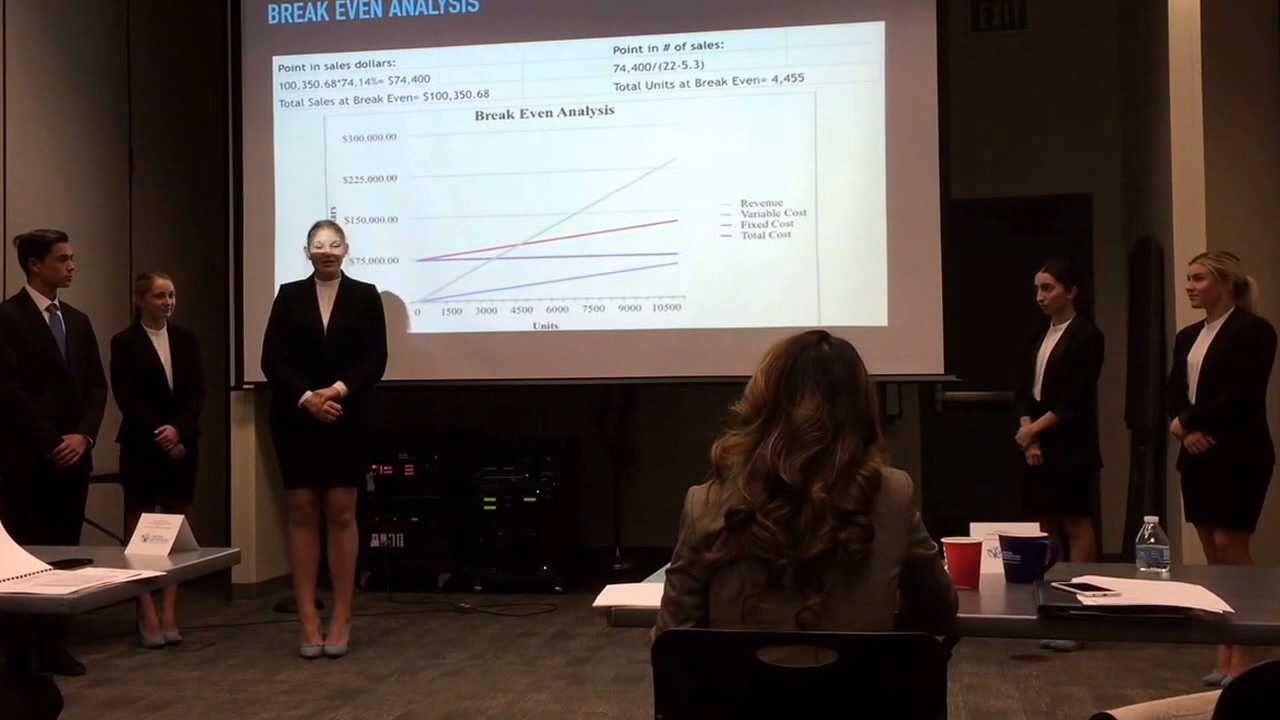 BREAK EVEN ANALYSIS
EXIT
Point in sales dollars:
100,350.68*74.14%= $74,400
Total Sales at Break Even= $100,350.68
Point in # of sales:
74,400/(22-5.3)
Total Units at Break Even= 4,455
Break Even Analysis
$300,000.00
$225,000.00
$150,000.00
$75,000.00
Revenue
Variable Cost
Fixed Cost
Total Cost
0 1500 3000 4500 6000 7500 9000 10500
Units